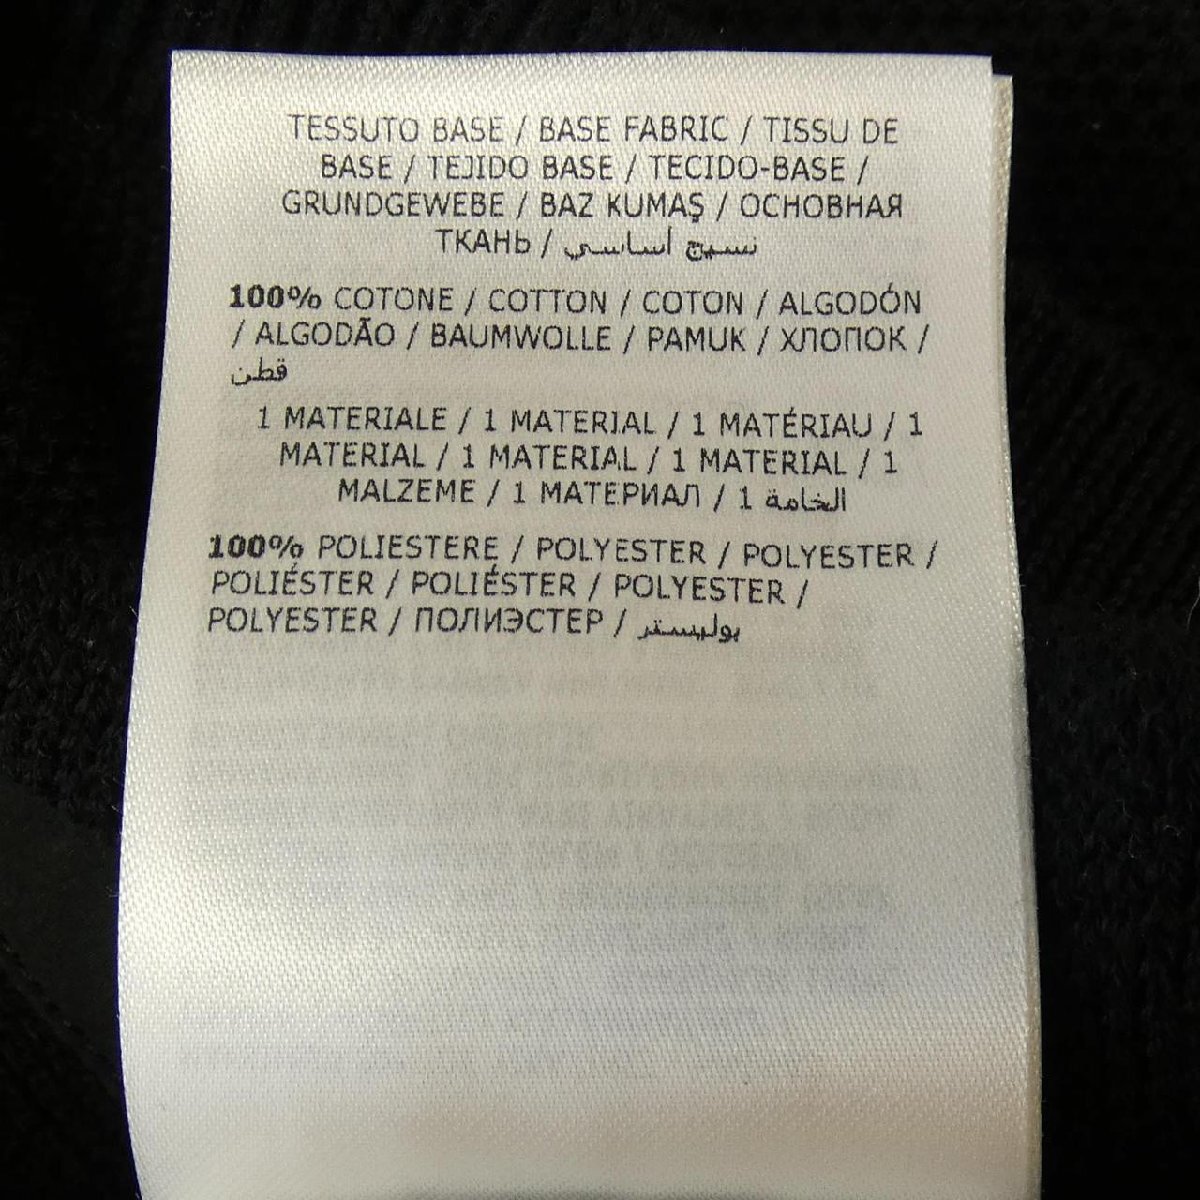 TESSUTO BASE / BASE FABRIC / TISSU DE
BASE / TEJIDO BASE / TECIDO-BASE /
GRUNDGEWEBE / BAZ KUMAŞ / ОСНОВНАЯ
ТКАНЬ / نسيج أساسي
100% COTONE / COTTON / COTON / ALGODÓN
/ ALGODÃO / BAUMWOLLE / PAMUK / ХЛОПОК /
قطن
1 MATERIALE / 1 MATERIAL / 1 MATÉRIAU / 1
MATERIAL / 1 MATERIAL / 1 MATERIAL / 1
MALZEME / 1 МАТЕРИАЛ / 1 الخامة
100% POLIESTERE / POLYESTER / POLYESTER /
POLIÉSTER / POLIÉSTER / POLYESTER /
POLYESTER / ПОЛИЭСТЕР / بوليستر